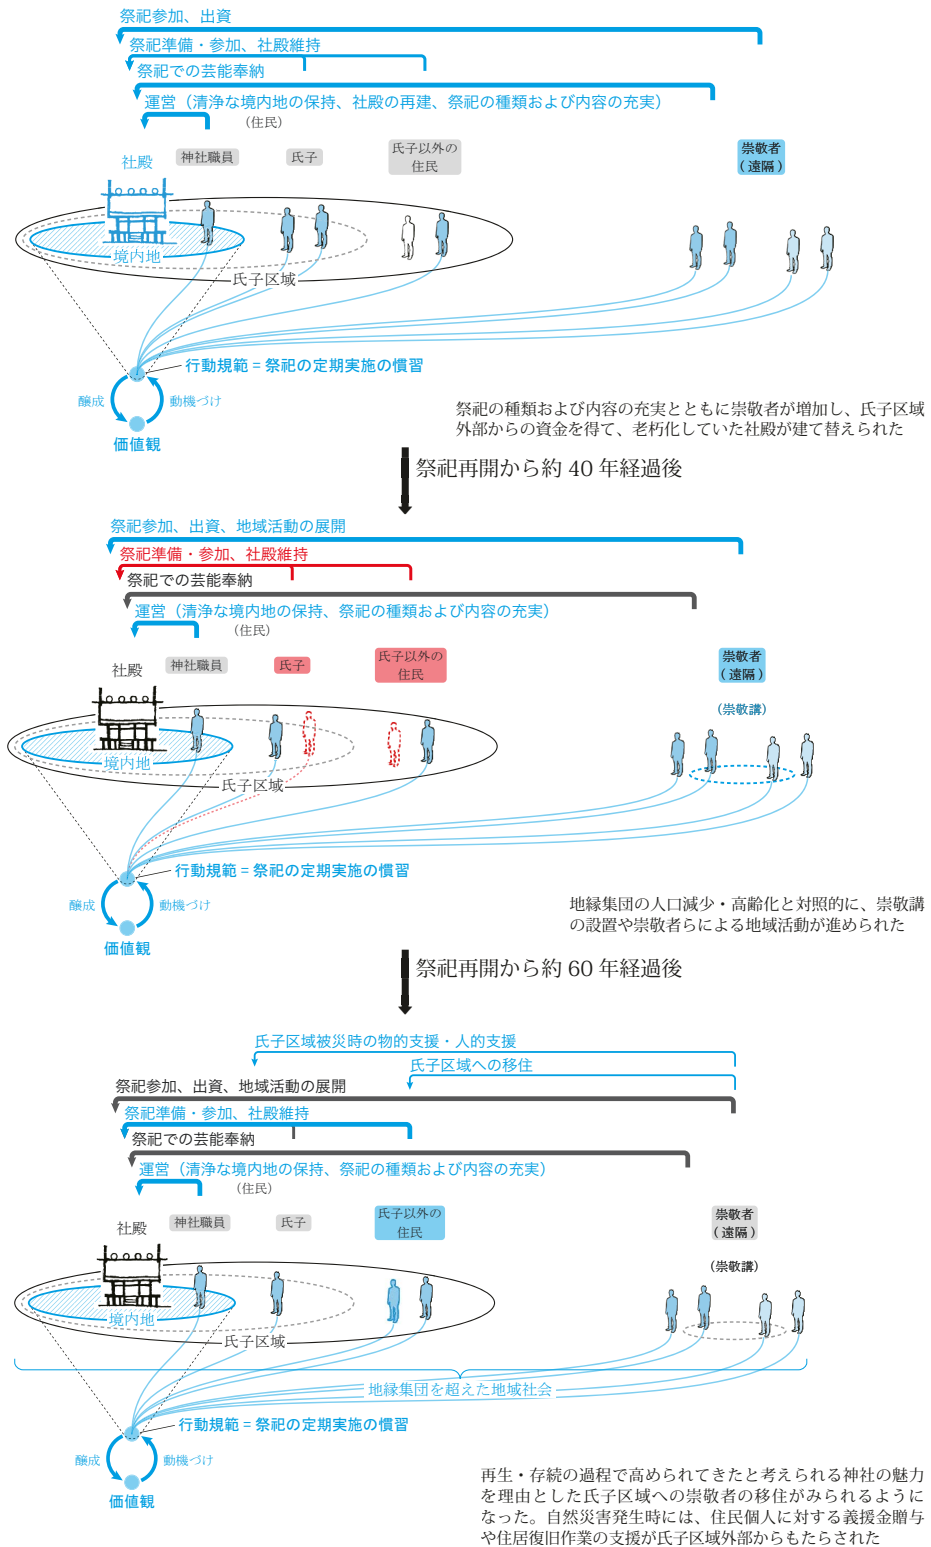 祭祀参加、出資
祭祀準備・参加、社殿維持
祭祀での芸能奉納
運営（清浄な境内地の保持、社殿の再建、祭祀の種類および内容の充実）
（住民）
社殿
神社職員
氏子
氏子以外の
住民
崇敬者
（遠隔）
境内地
氏子区域
行動規範＝祭祀の定期実施の慣習
醸成
動機づけ
価値観
祭祀の種類および内容の充実とともに崇敬者が増加し、氏子区域
外部からの資金を得て、老朽化していた社殿が建て替えられた
祭祀再開から約 40 年経過後
祭祀参加、出資、地域活動の展開
祭祀準備・参加、社殿維持
祭祀での芸能奉納
運営（清浄な境内地の保持、祭祀の種類および内容の充実）
（住民）
社殿
神社職員
氏子
氏子以外の
住民
崇敬者
（遠隔）
（崇敬講）
境内地
氏子区域
行動規範＝祭祀の定期実施の慣習
醸成
動機づけ
価値観
地縁集団の人口減少・高齢化と対照的に、崇敬講
の設置や崇敬者らによる地域活動が進められた
祭祀再開から約 60 年経過後
氏子区域被災時の物的支援・人的支援
氏子区域への移住
祭祀参加、出資、地域活動の展開
祭祀準備・参加、社殿維持
祭祀での芸能奉納
運営（清浄な境内地の保持、祭祀の種類および内容の充実）
（住民）
社殿
神社職員
氏子
氏子以外の
住民
崇敬者
（遠隔）
（崇敬講）
境内地
氏子区域
地縁集団を超えた地域社会
行動規範＝祭祀の定期実施の慣習
醸成
動機づけ
価値観
再生・存続の過程で高められてきたと考えられる神社の魅力
を理由とした氏子区域への崇敬者の移住がみられるように
なった。自然災害発生時には、住民個人に対する義援金贈与
や住居復旧作業の支援が氏子区域外部からもたらされた